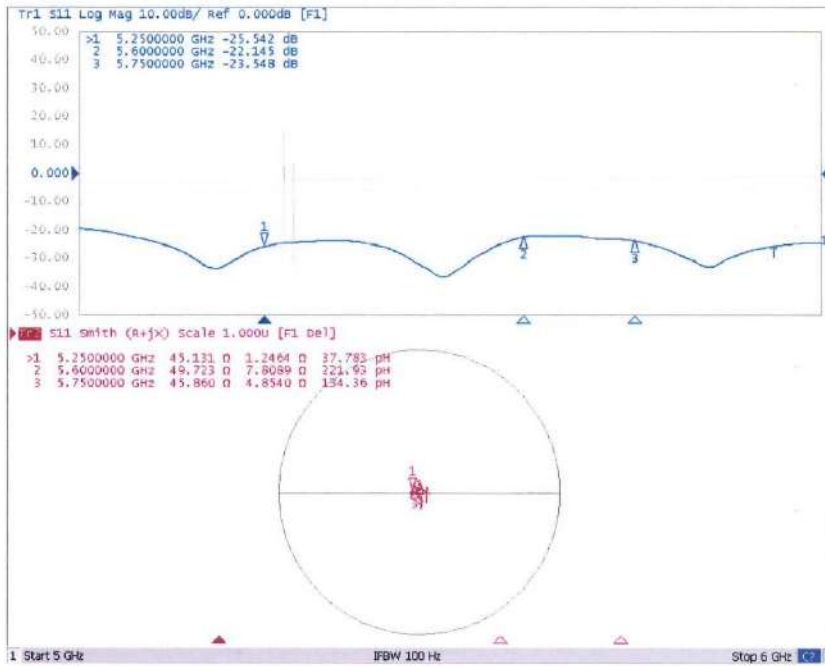 Tr1 S11 Log Mag 10.00dB/ Ref 0.000dB [F1]
50.00
40.00
30.00
20.00
10.00
0.000
-10.00
-20.00
-30.00
-40.00
-50.00
>1 5.2500000 GHz -25.542 dB
2 5.6000000 GHz -22.145 dB
3 5.7500000 GHz -23.548 dB
1
2
3
S11 Smith (R+jX) Scale 1.000U [F1 Del]
>1 5.2500000 GHz 45.131 Ω 1.2464 Ω 37.783 pH
2 5.6000000 GHz 49.723 Ω 7.8089 Ω 221.93 pH
3 5.7500000 GHz 45.860 Ω 4.8540 Ω 134.36 pH
1
1 Start 5 GHz IFBW 100 Hz Stop 6 GHz